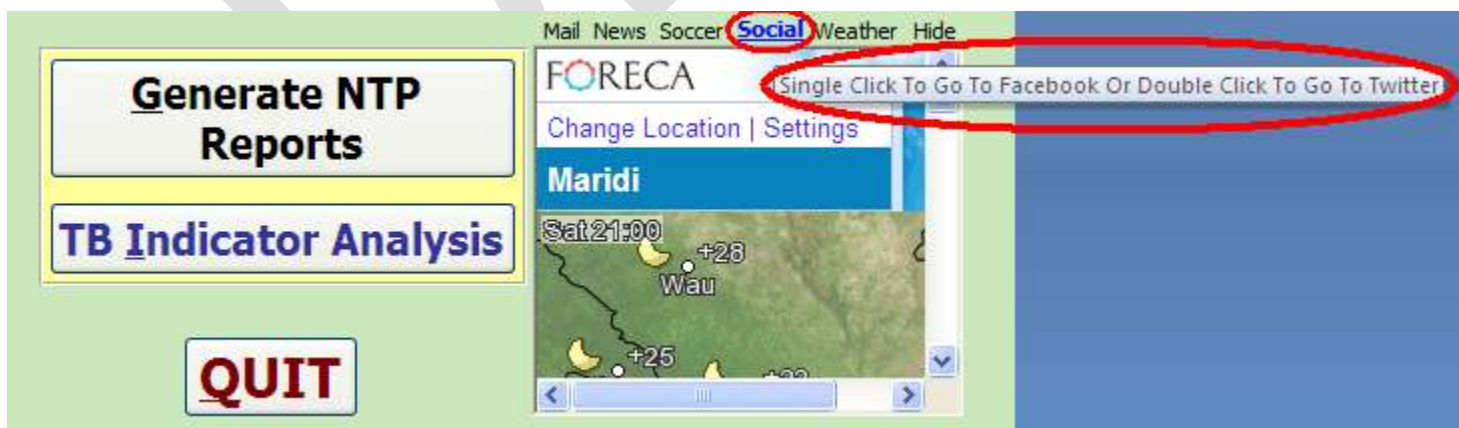 Mail News Soccer Social Weather Hide
Generate NTP
Reports
TB Indicator Analysis
QUIT
FORECA
Single Click To Go To Facebook Or Double Click To Go To Twitter
Change Location | Settings
Maridi
Sat 21:00
+28
Wau
+25